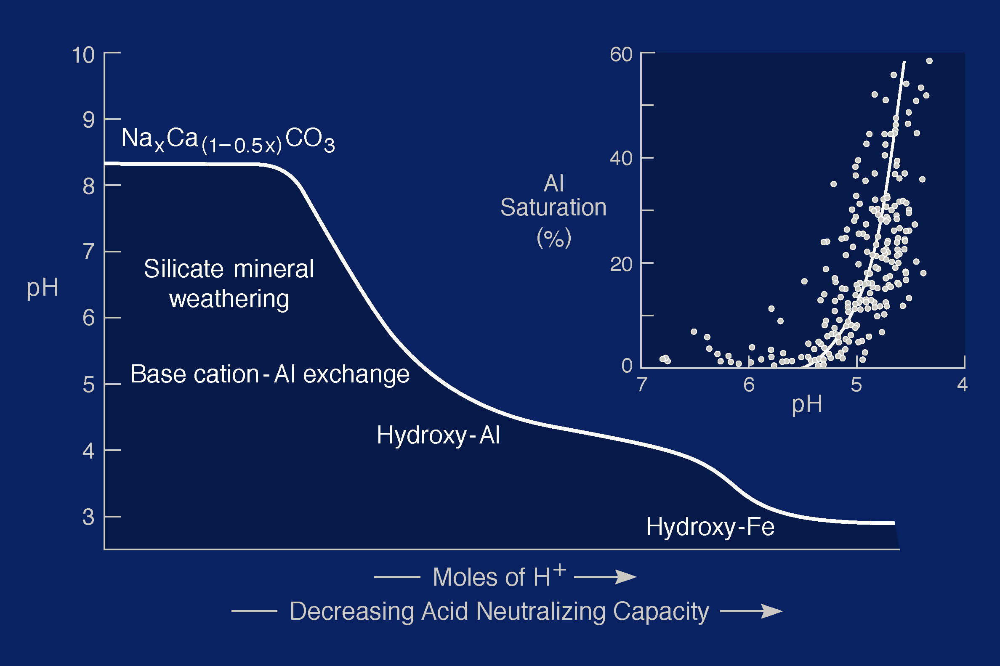 10
9
8
7
6
5
4
3
pH
NaxCa(1–0.5x)CO3
Silicate mineral
weathering
Base cation-Al exchange
Hydroxy-Al
Hydroxy-Fe
Moles of H+
Decreasing Acid Neutralizing Capacity
60
40
20
0
Al
Saturation
(%)
7 6 5 4
pH